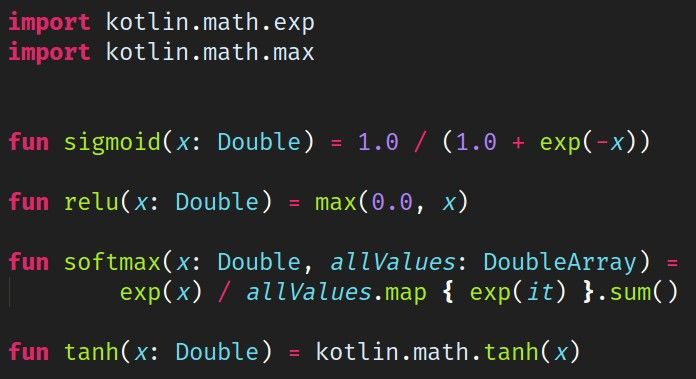 import kotlin.math.exp
import kotlin.math.max
fun sigmoid(x: Double) = 1.0 / (1.0 + exp(-x))
fun relu(x: Double) = max(0.0, x)
fun softmax(x: Double, allValues: DoubleArray) =
exp(x) / allValues.map { exp(it) }.sum()
fun tanh(x: Double) = kotlin.math.tanh(x)